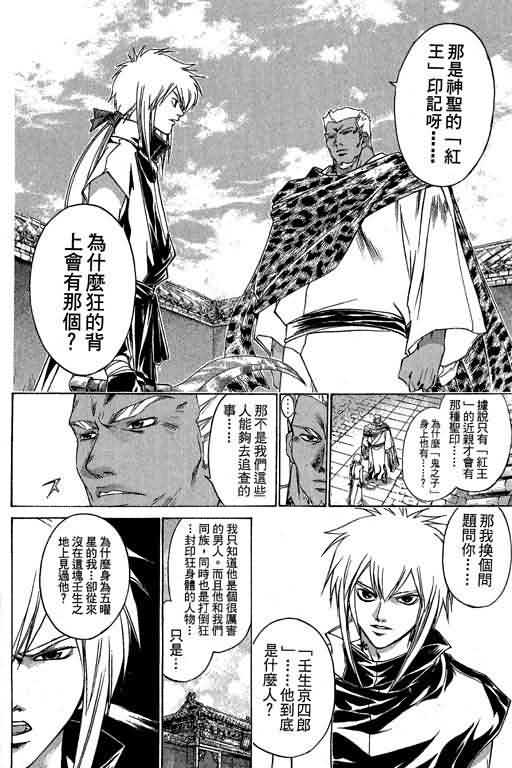 那是神聖的「紅
王」印記呀……
為什麼狂的背
上會有那個?
據說只有「紅王
」的近親才會有
那種聖印…
為什麼「鬼之子」
身上也有……?
…
那不是我們這些
人能夠去追查的
事…
那我換個問
題問你……
「壬生京四郎
」……他到底
是什麼人?
我只知道他是個很厲害
的男人。而且他和我們
同族,同時也是打倒狂
…封印狂身體的人物…
只是…
為什麼身為五曜
星的我…卻從來
沒在這塊壬生之
地上見過他?